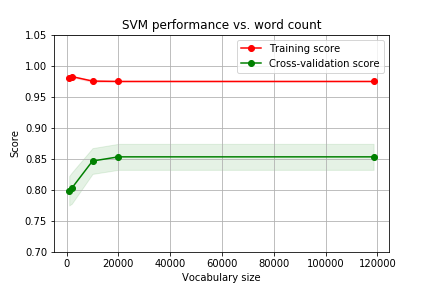 SVM performance vs. word count
1.05
1.00
0.95
0.90
0.85
0.80
0.75
0.70
Score
Training score
Cross-validation score
0 20000 40000 60000 80000 100000 120000
Vocabulary size